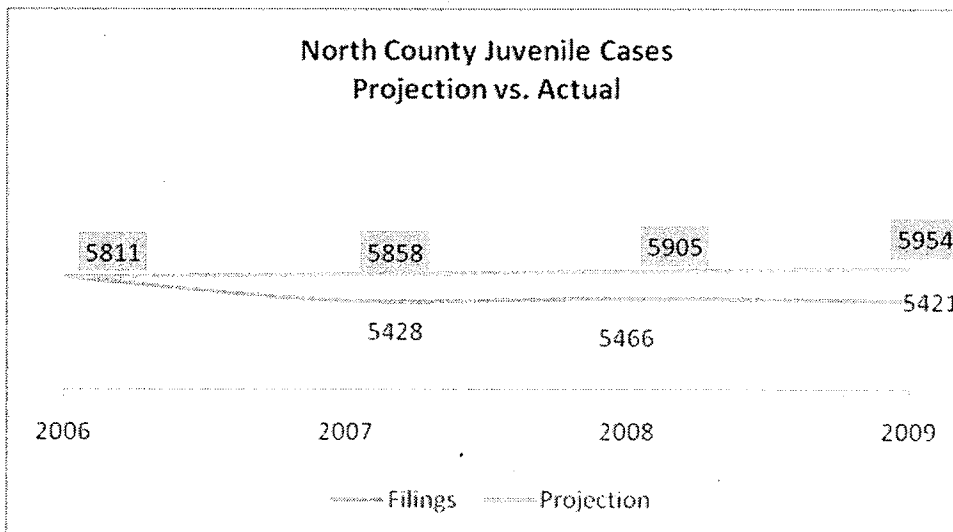 North County Juvenile Cases
Projection vs. Actual
5811 5858 5905 5954
5428 5466 5421
2006 2007 2008 2009
Filings Projection